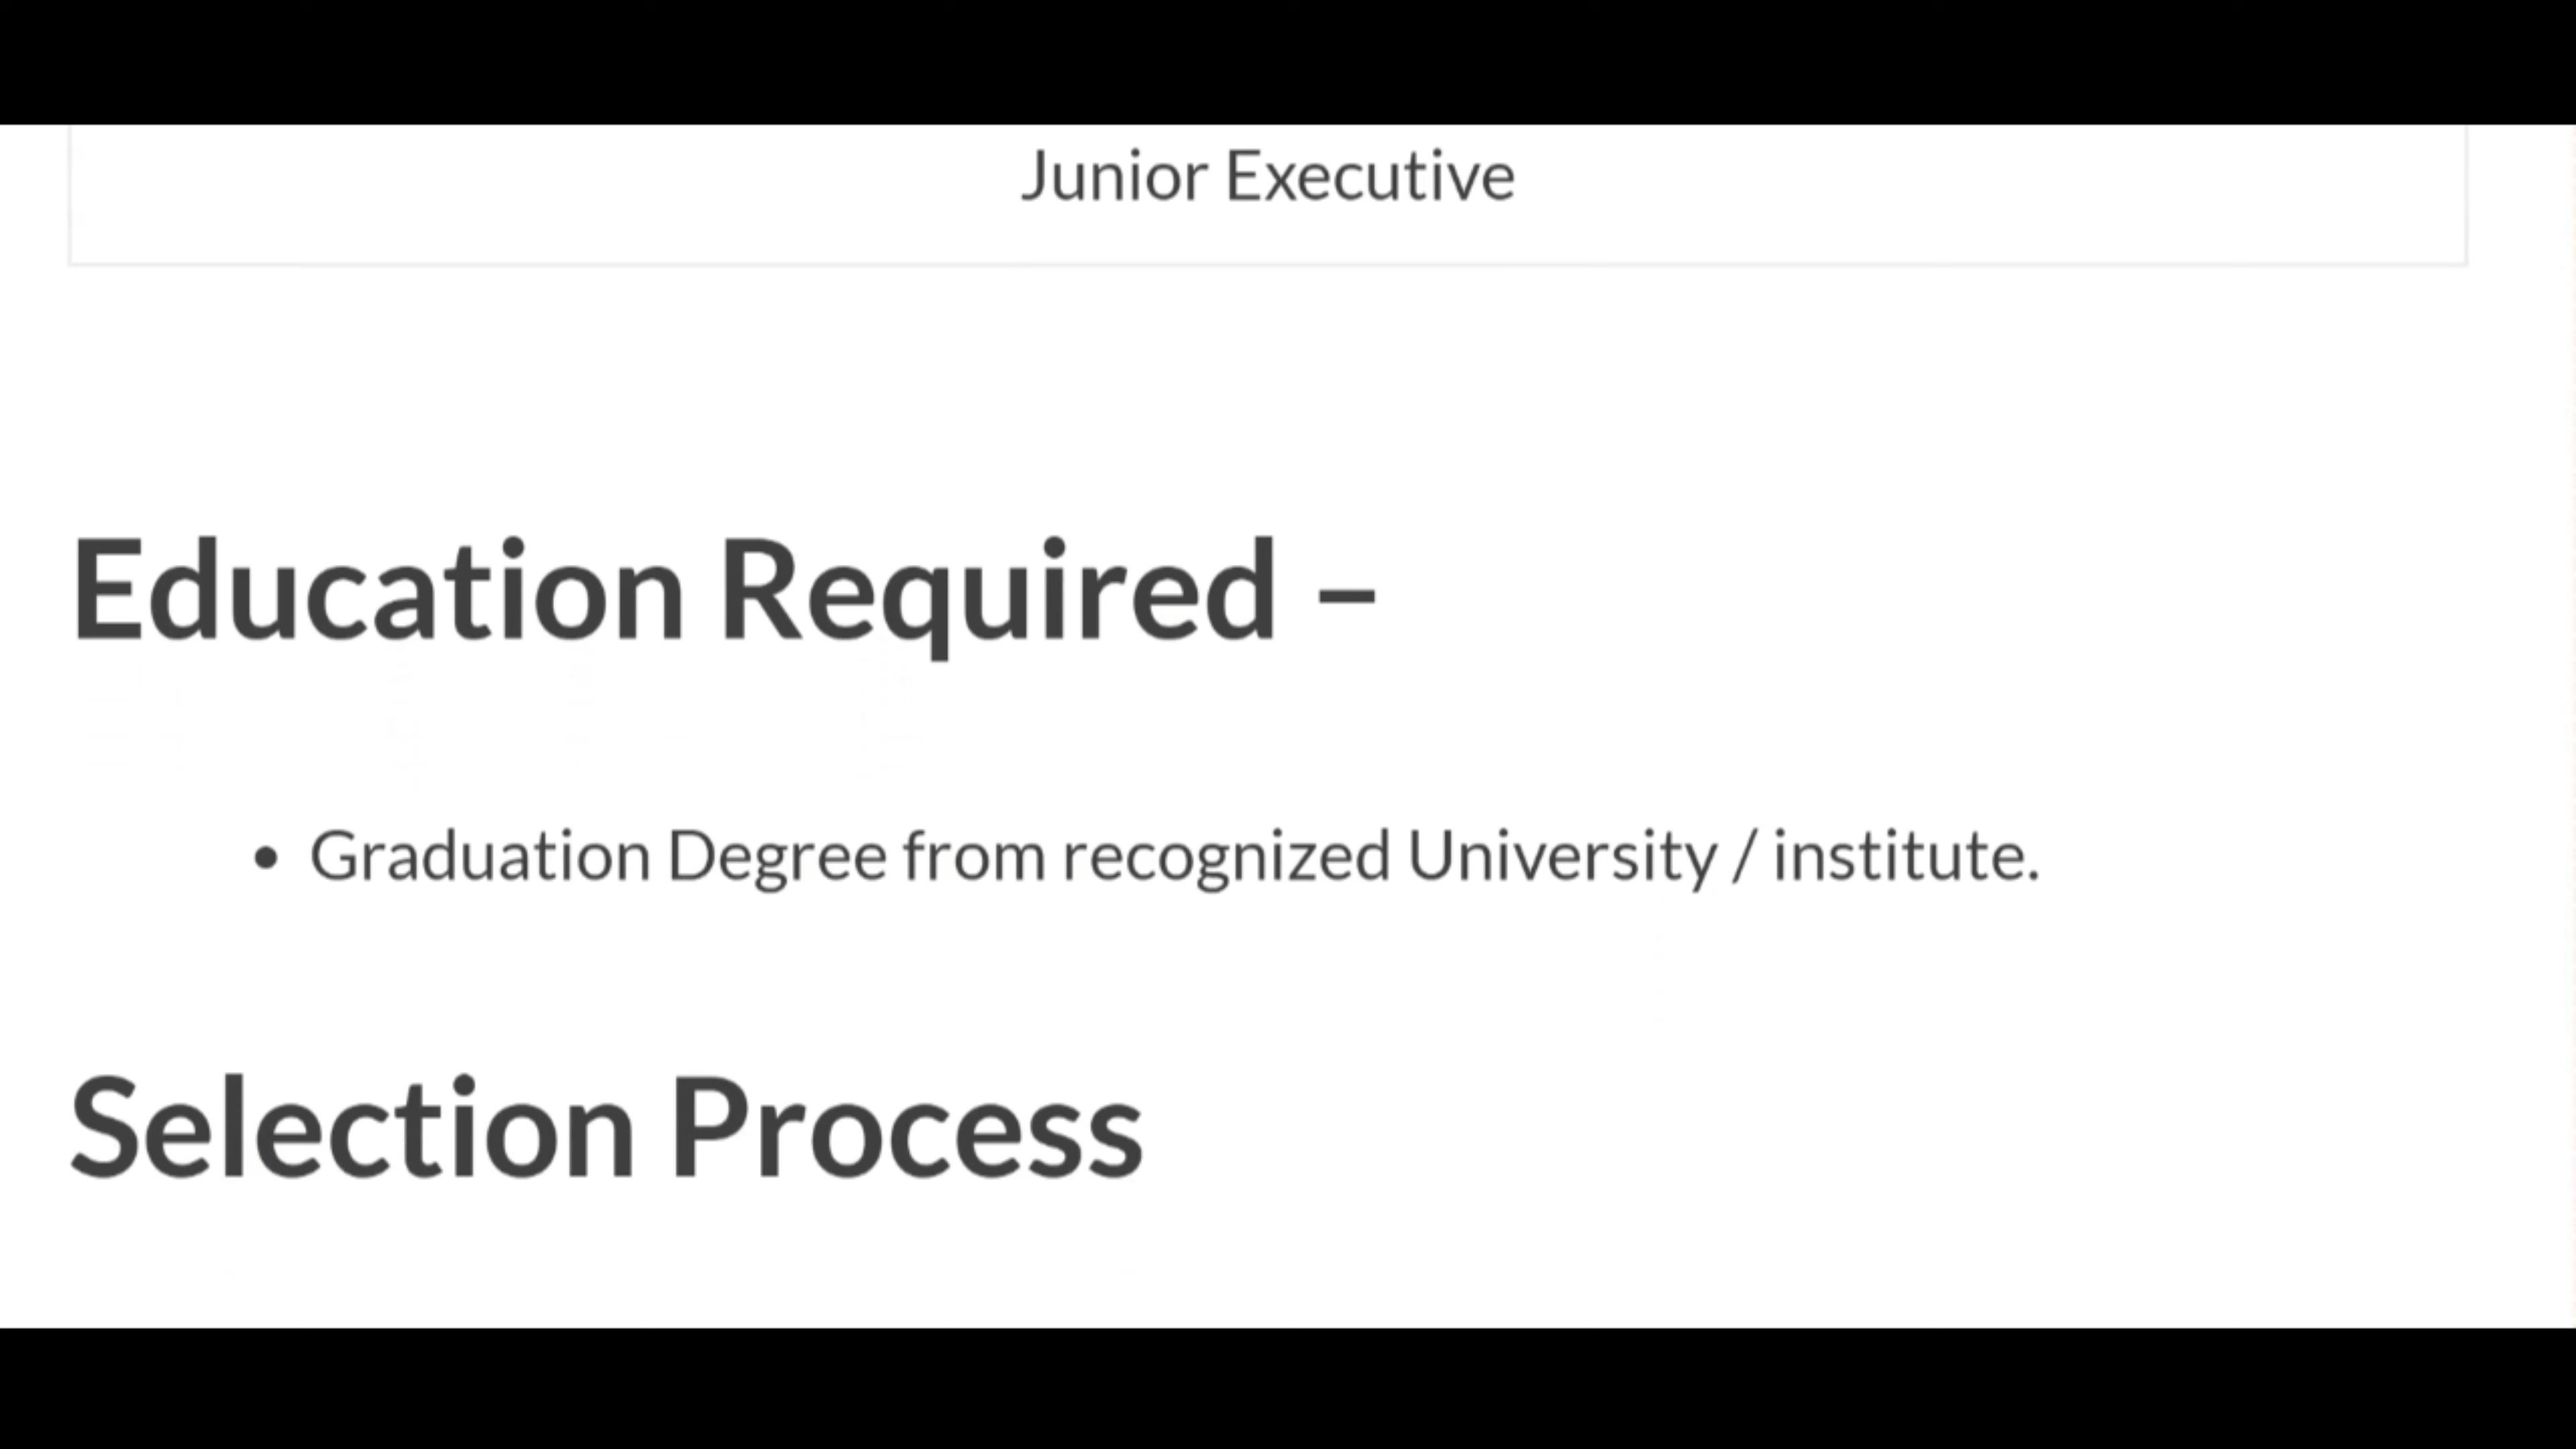 Junior Executive
Education Required –
• Graduation Degree from recognized University / institute.
Selection Process